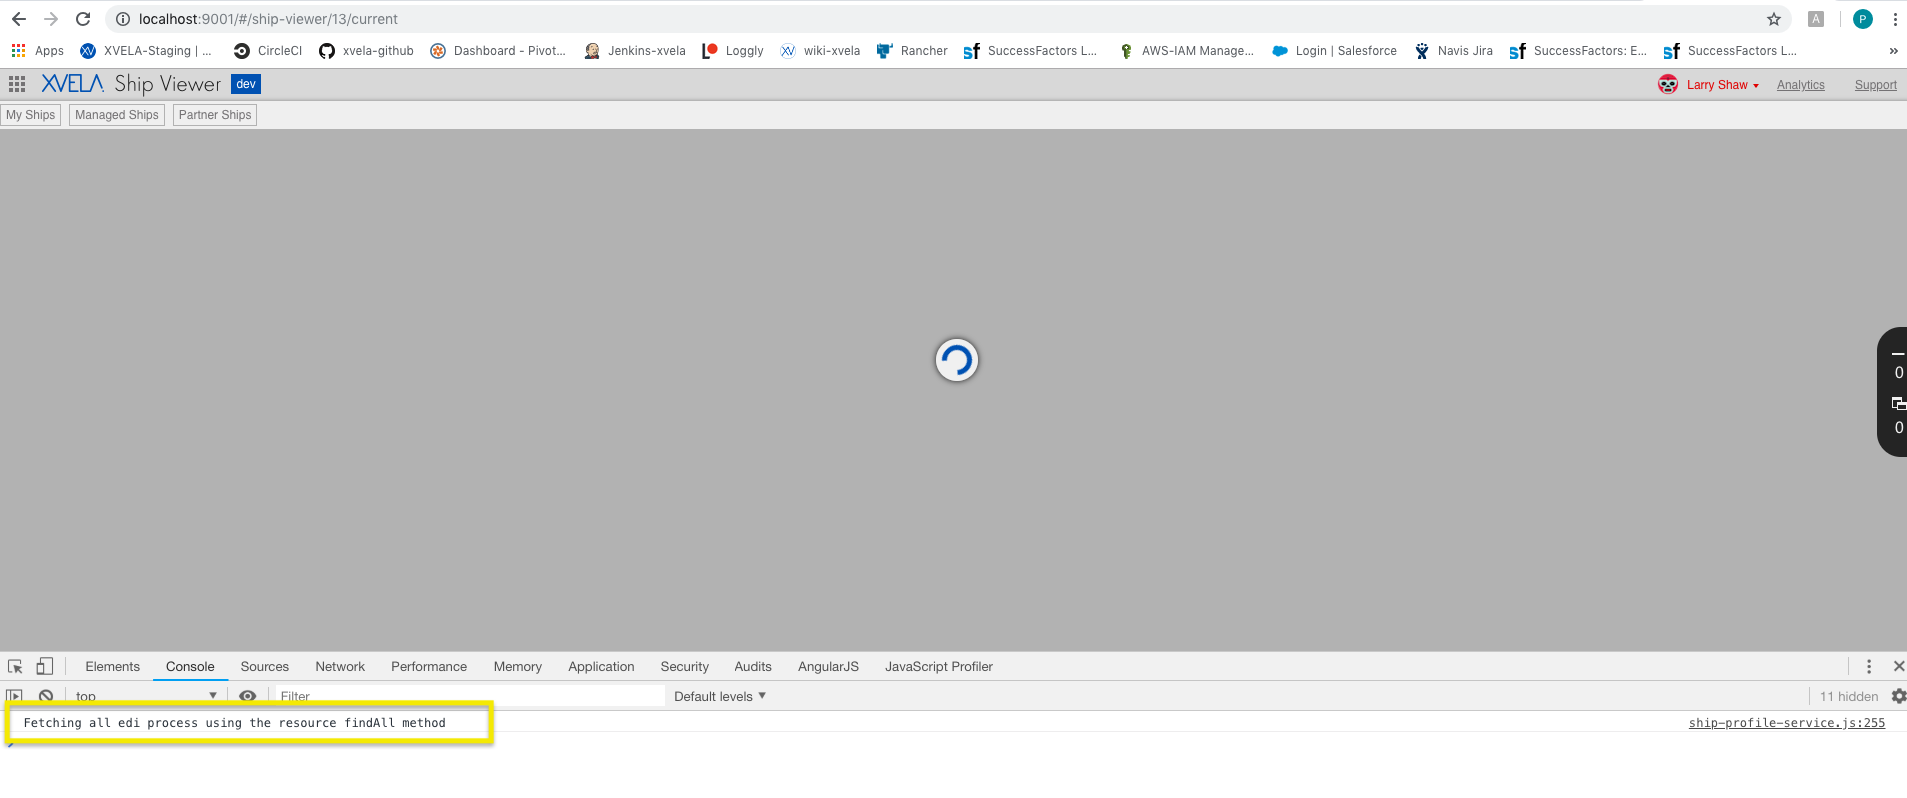 localhost:9001/#/ship-viewer/13/current A P
Apps XVELA-Staging | ... CircleCI xvela-github Dashboard - Pivot... Jenkins-xvela Loggly wiki-xvela Rancher SuccessFactors L... AWS-IAM Manage... Login | Salesforce Navis Jira SuccessFactors: E... SuccessFactors L... »
XVELA Ship Viewer dev Larry Shaw Analytics Support
My Ships Managed Ships Partner Ships
0
0
Elements Console Sources Network Performance Memory Application Security Audits AngularJS JavaScript Profiler
top Filter Default levels 11 hidden
Fetching all edi process using the resource findAll method ship-profile-service.js:255